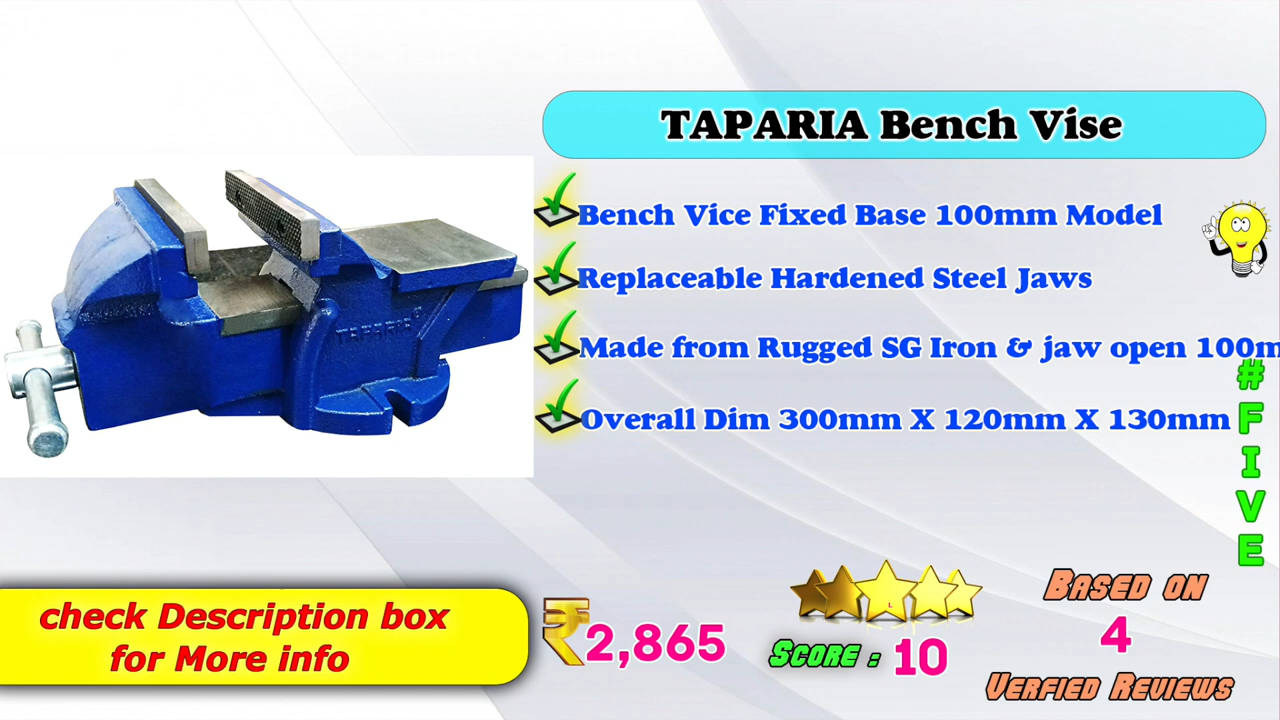 TAPARIA Bench Vise
Bench Vice Fixed Base 100mm Model
Replaceable Hardened Steel Jaws
Made from Rugged SG Iron & jaw open 100m
Overall Dim 300mm X 120mm X 130mm
#FIVE
TAPARIA
check Description box
for More info
₹2,865
Score : 10
Based on
4
Verfied Reviews